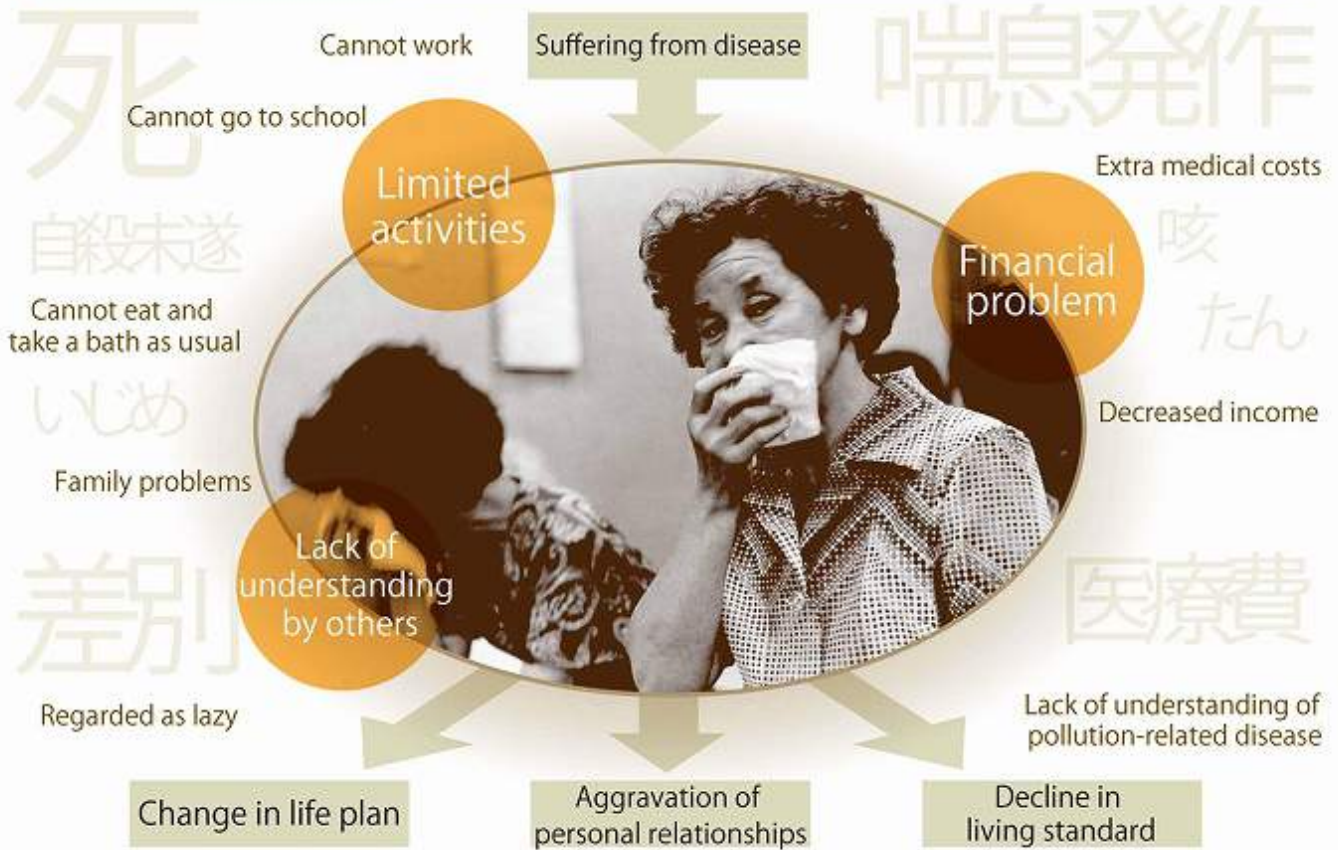 死
Cannot work
Suffering from disease
喘息発作
Cannot go to school
Limited
activities
Extra medical costs
自殺未遂
咳
Financial
problem
Cannot eat and
take a bath as usual
たん
いじめ
Decreased income
Family problems
Lack of
understanding
by others
差別
医療費
Regarded as lazy
Lack of understanding of
pollution-related disease
Change in life plan
Aggravation of
personal relationships
Decline in
living standard